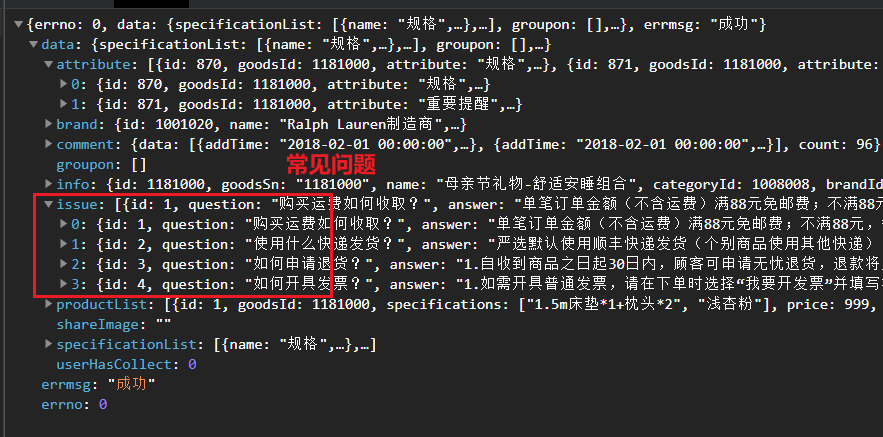 {errno: 0, data: {specificationList: [{name: "规格",…},…], groupon: [],…}, errmsg: "成功"}
data: {specificationList: [{name: "规格",…},…], groupon: [],…}
attribute: [{id: 870, goodsId: 1181000, attribute: "规格",…}, {id: 871, goodsId: 1181000, attribute:
0: {id: 870, goodsId: 1181000, attribute: "规格",…}
1: {id: 871, goodsId: 1181000, attribute: "重要提醒",…}
brand: {id: 1001020, name: "Ralph Lauren制造商",…}
comment: {data: [{addTime: "2018-02-01 00:00:00",…}, {addTime: "2018-02-01 00:00:00",…}], count: 96}
groupon: []
常见问题
info: {id: 1181000, goodsSn: "1181000", name: "母亲节礼物-舒适安睡组合", categoryId: 1008008, brandId
issue: [{id: 1, question: "购买运费如何收取？", answer: "单笔订单金额（不含运费）满88元免邮费；不满88元
0: {id: 1, question: "购买运费如何收取？", answer: "单笔订单金额（不含运费）满88元免邮费；不满88元，
1: {id: 2, question: "使用什么快递发货？", answer: "严选默认使用顺丰快递发货（个别商品使用其他快递）
2: {id: 3, question: "如何申请退货？", answer: "1.自收到商品之日起30日内，顾客可申请无忧退货，退款将
3: {id: 4, question: "如何开具发票？", answer: "1.如需开具普通发票，请在下单时选择“我要开发票”并填写
productList: [{id: 1, goodsId: 1181000, specifications: ["1.5m床垫*1+枕头*2", "浅杏粉"], price: 999,
shareImage: ""
specificationList: [{name: "规格",…},…]
userHasCollect: 0
errmsg: "成功"
errno: 0